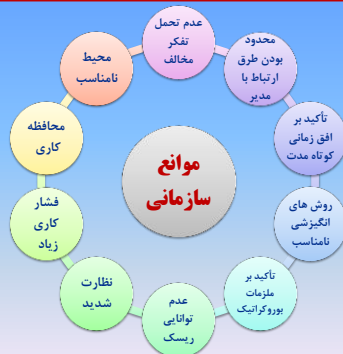 عدم تحمل
تفکر
مخالف
محدود
بودن طرق
ارتباط با
مدیر
تأکید بر
افق زمانی
کوتاه مدت
روش های
انگیزشی
نامناسب
تأکید بر
ملزمات
بوروکراتیک
عدم
توانایی
ریسک
نظارت
شدید
فشار
کاری
زیاد
محافظه
کاری
محیط
نامناسب
موانع
سازمانی